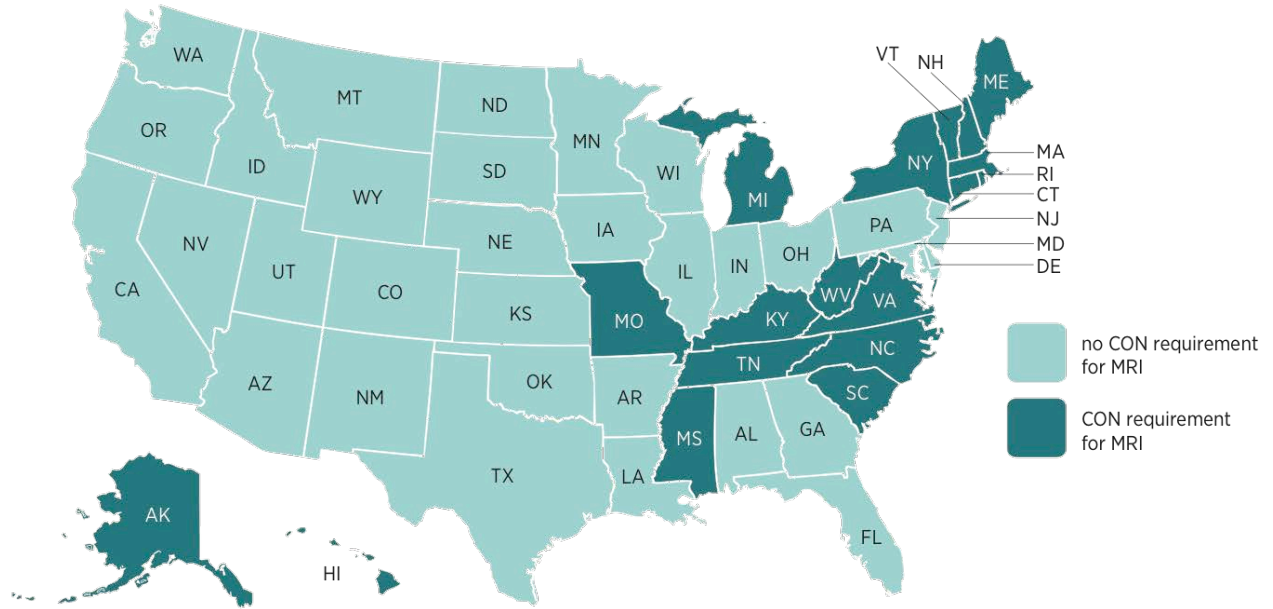 VT
NH
ME
WA
MT
ND
MN
OR
ID
SD
WI
NY
MA
RI
CT
NJ
MD
DE
WY
MI
PA
IA
NE
NV
UT
CO
IL
IN
OH
CA
KS
MO
WV
VA
KY
AZ
NM
OK
AR
TN
NC
SC
MS
AL
GA
TX
LA
FL
AK
HI
no CON requirement
for MRI
CON requirement
for MRI